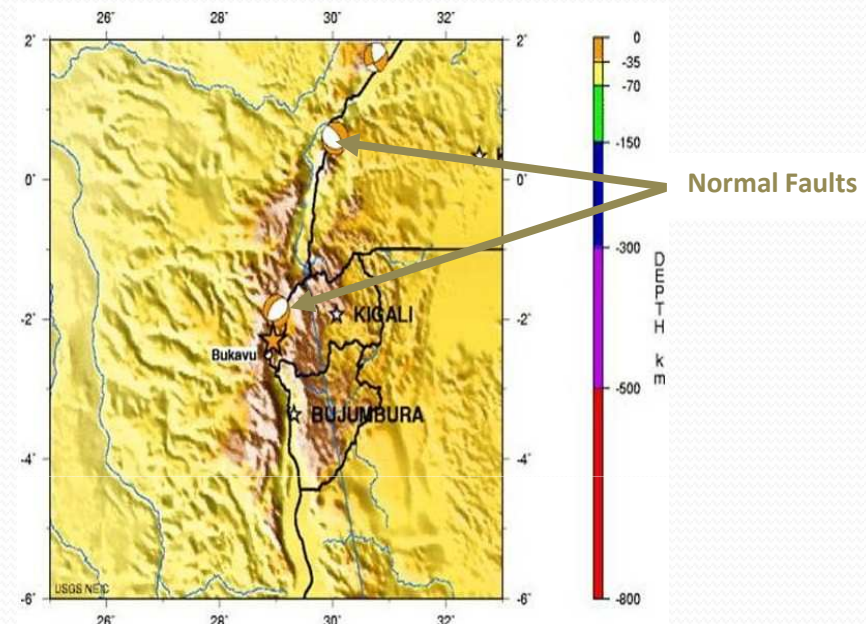 26˚ 28˚ 30˚ 32˚
2˚ 2˚
0˚ 0˚
-2˚ -2˚
-4˚ -4˚
-6˚ -6˚
26˚ 28˚ 30˚ 32˚
KIGALI
Bukavu
BUJUMBURA
USGS NEIC
0
-35
-70
-150
-300
-500
-800
DEPTH
km
Normal Faults